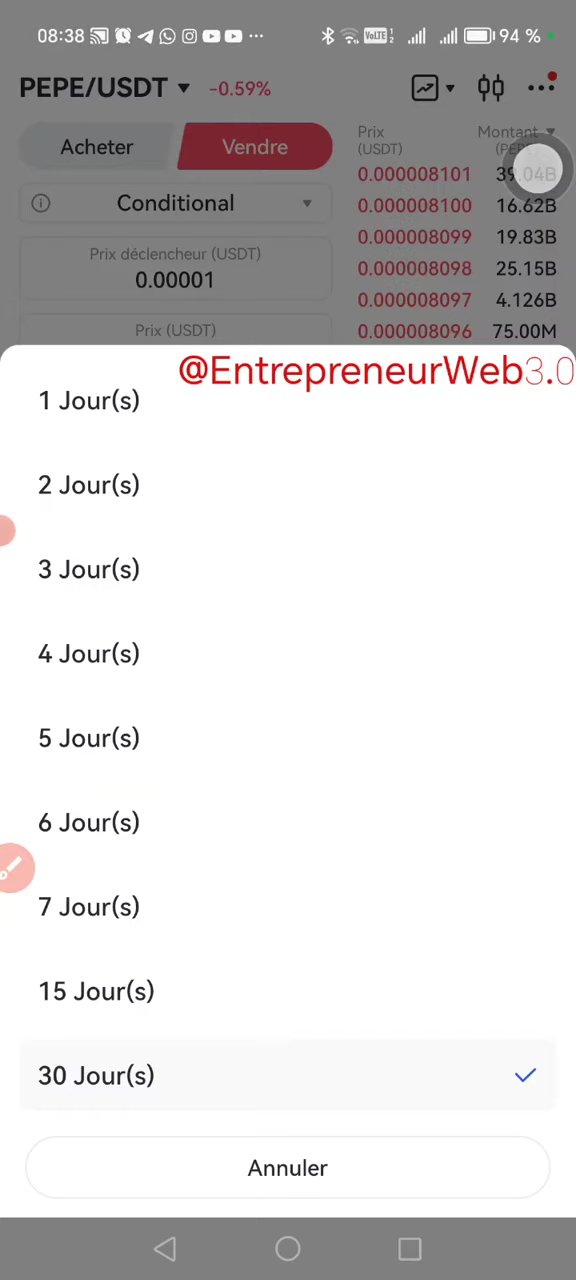 08:38 94 %
PEPE/USDT -0.59%
Acheter Vendre
Prix (USDT) Montant
Conditional
0.000008101
0.000008100 16.62B
0.000008099 19.83B
Prix déclencheur (USDT)
0.00001
0.000008098 25.15B
0.000008097 4.126B
Prix (USDT)
0.000008096 75.00M
@EntrepreneurWeb3.0
1 Jour(s)
2 Jour(s)
3 Jour(s)
4 Jour(s)
5 Jour(s)
6 Jour(s)
7 Jour(s)
15 Jour(s)
30 Jour(s)
Annuler